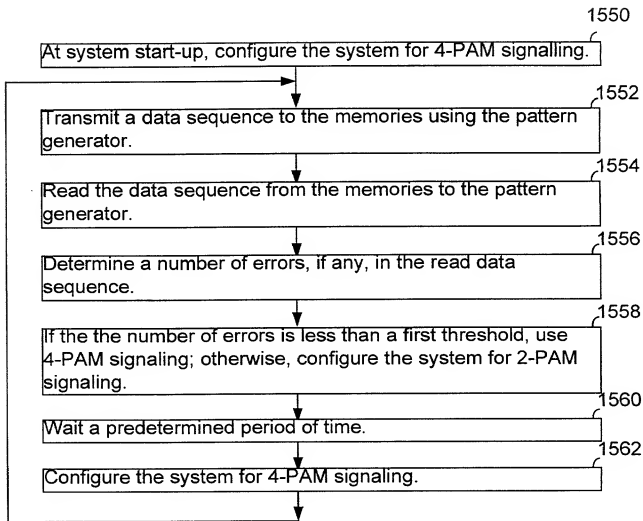 1550
At system start-up, configure the system for 4-PAM signalling.
1552
Transmit a data sequence to the memories using the pattern
generator.
1554
Read the data sequence from the memories to the pattern
generator.
1556
Determine a number of errors, if any, in the read data
sequence.
1558
If the the number of errors is less than a first threshold, use
4-PAM signaling; otherwise, configure the system for 2-PAM
signaling.
1560
Wait a predetermined period of time.
1562
Configure the system for 4-PAM signaling.